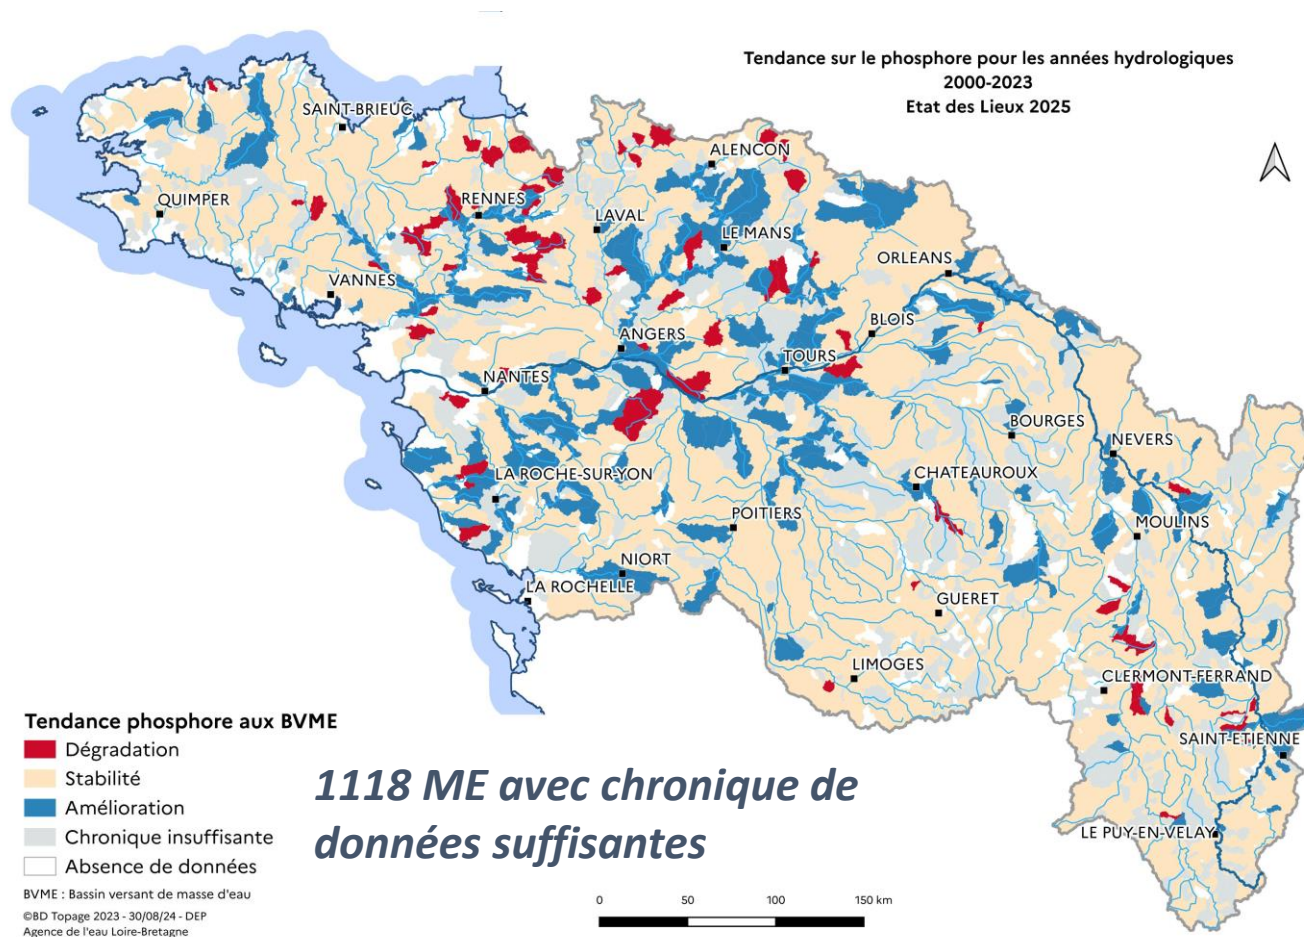 Tendance sur le phosphore pour les années hydrologiques
2000-2023
Etat des Lieux 2025
SAINT-BRIEUC
ALENCON
QUIMPER
RENNES
LAVAL
LE MANS
ORLEANS
VANNES
BLOIS
ANGERS
TOURS
NANTES
BOURGES
NEVERS
LA ROCHE-SUR-YON
CHATEAUROUX
POITIERS
MOULINS
NIORT
LA ROCHELLE
GUERET
LIMOGES
CLERMONT-FERRAND
SAINT-ETIENNE
LE PUY-EN-VELAY
Tendance phosphore aux BVME
Dégradation
Stabilité
Amélioration
Chronique insuffisante
Absence de données
BVME : Bassin versant de masse d'eau
©BD Topage 2023 - 30/08/24 - DEP
Agence de l'eau Loire-Bretagne
1118 ME avec chronique de
données suffisantes
0 50 100 150 km